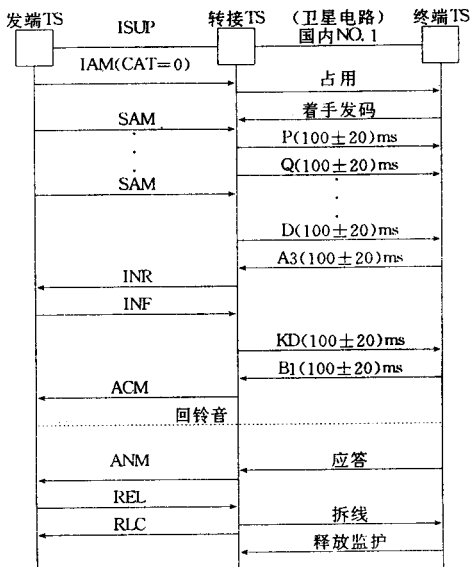 发端TS
ISUP
转接TS
（卫星电路）
国内NO.1
终端TS
IAM(CAT=0)
占用
着手发码
SAM
P(100±20)ms
Q(100±20)ms
SAM
D(100±20)ms
A3(100±20)ms
INR
INF
KD(100±20)ms
B1(100±20)ms
ACM
回铃音
ANM
应答
REL
拆线
RLC
释放监护